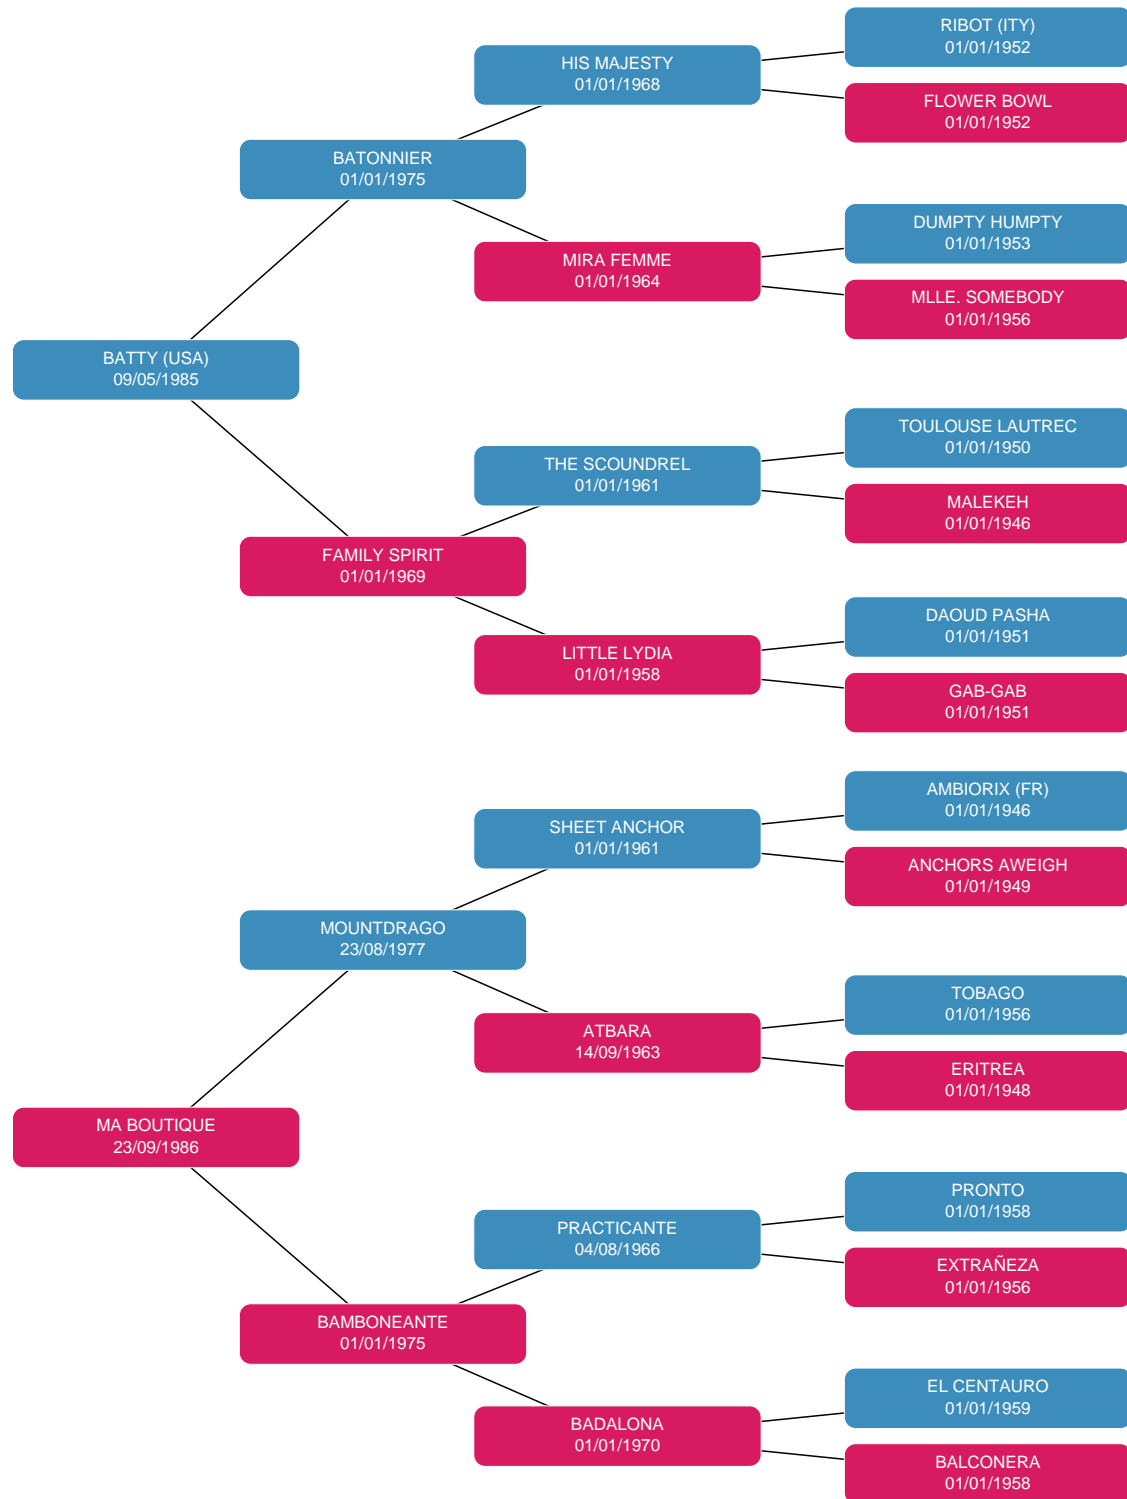 RIBOT (ITY)
01/01/1952
HIS MAJESTY
01/01/1968
FLOWER BOWL
01/01/1952
BATONNIER
01/01/1975
DUMPTY HUMPTY
01/01/1953
MIRA FEMME
01/01/1964
MLLE. SOMEBODY
01/01/1956
BATTY (USA)
09/05/1985
TOULOUSE LAUTREC
01/01/1950
THE SCOUNDREL
01/01/1961
MALEKEH
01/01/1946
FAMILY SPIRIT
01/01/1969
DAOUD PASHA
01/01/1951
LITTLE LYDIA
01/01/1958
GAB-GAB
01/01/1951
AMBIORIX (FR)
01/01/1946
SHEET ANCHOR
01/01/1961
ANCHORS AWEIGH
01/01/1949
MOUNTDRAGO
23/08/1977
TOBAGO
01/01/1956
ATBARA
14/09/1963
ERITREA
01/01/1948
MA BOUTIQUE
23/09/1986
PRONTO
01/01/1958
PRACTICANTE
04/08/1966
EXTRAÑEZA
01/01/1956
BAMBONEANTE
01/01/1975
EL CENTAURO
01/01/1959
BADALONA
01/01/1970
BALCONERA
01/01/1958